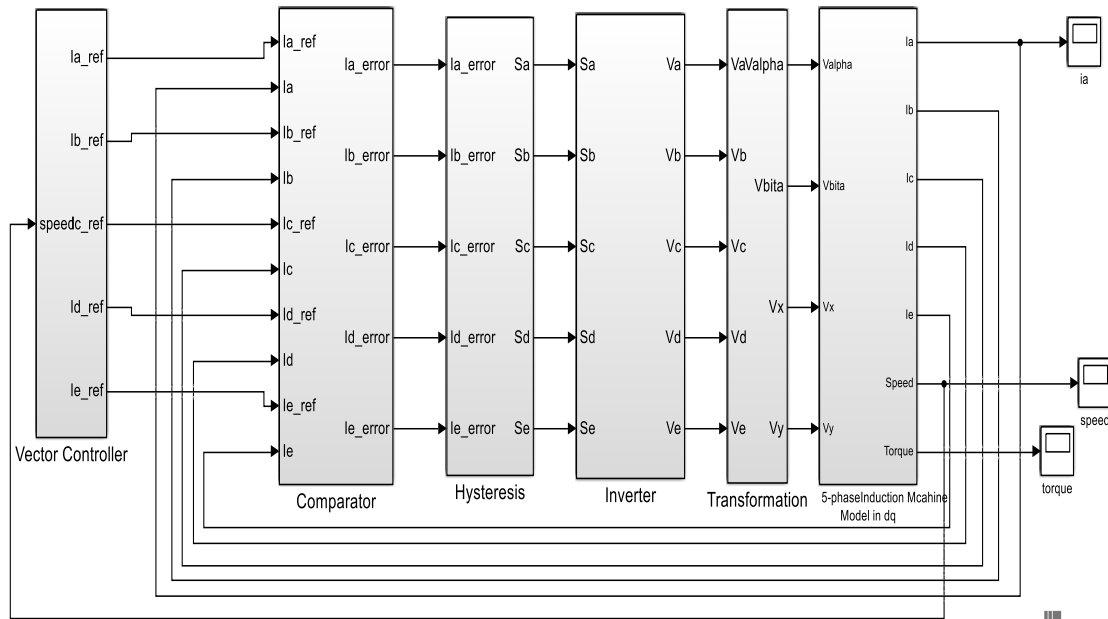 Ia_ref
Ib_ref
speed
Ic_ref
Id_ref
Ie_ref
Vector Controller
Ia_ref
Ia
Ib_ref
Ib
Ic_ref
Ic
Id_ref
Id
Ie_ref
Ie
Ia_error
Ib_error
Ic_error
Id_error
Ie_error
Comparator
Ia_error
Ib_error
Ic_error
Id_error
Ie_error
Sa
Sb
Sc
Sd
Se
Hysteresis
Sa
Sb
Sc
Sd
Se
Va
Vb
Vc
Vd
Ve
Inverter
Va
Vb
Vc
Vd
Ve
Valpha
Vbita
Vx
Vy
Transformation
Valpha
Vbita
Vx
Vy
Ia
Ib
Ic
Id
Ie
Speed
Torque
5-phaseInduction Mcahine
Model in dq
ia
speed
torque